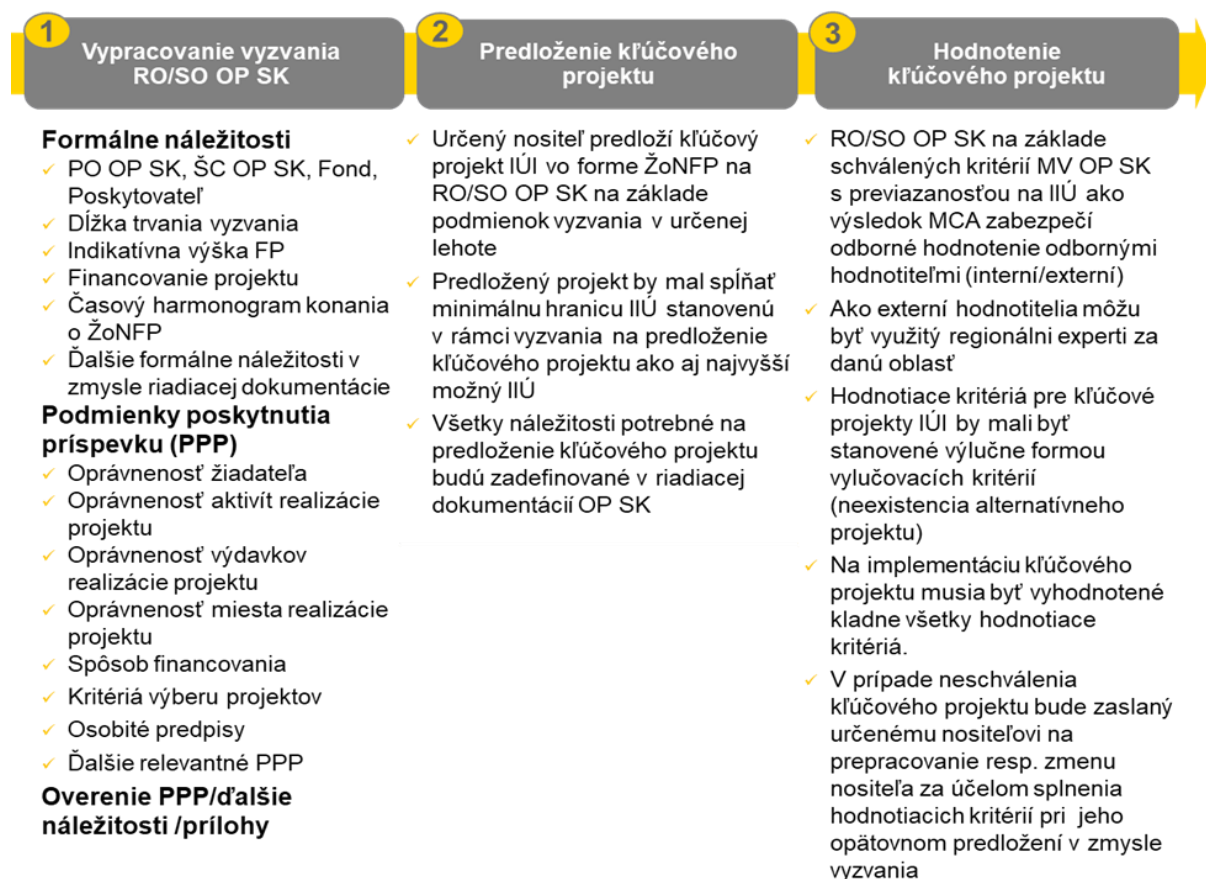 1
Vypracovanie vyzvania
RO/SO OP SK
Formálne náležitosti
✓ PO OP SK, ŠC OP SK, Fond,
Poskytovateľ
✓ Dĺžka trvania vyzvania
✓ Indikatívna výška FP
✓ Financovanie projektu
✓ Časový harmonogram konania
o ŽoNFP
✓ Ďalšie formálne náležitosti v
zmysle riadiacej dokumentácie
Podmienky poskytnutia
príspevku (PPP)
✓ Oprávnenosť žiadateľa
✓ Oprávnenosť aktivít realizácie
projektu
✓ Oprávnenosť výdavkov
realizácie projektu
✓ Oprávnenosť miesta realizácie
projektu
✓ Spôsob financovania
✓ Kritériá výberu projektov
✓ Osobité predpisy
✓ Ďalšie relevantné PPP
Overenie PPP/ďalšie
náležitosti /prílohy
2
Predloženie kľúčového
projektu
✓ Určený nositeľ predloží kľúčový
projekt IÚI vo forme ŽoNFP na
RO/SO OP SK na základe
podmienok vyzvania v určenej
lehote
✓ Predložený projekt by mal spĺňať
minimálnu hranicu IIÚ stanovenú
v rámci vyzvania na predloženie
kľúčového projektu ako aj najvyšší
možný IIÚ
✓ Všetky náležitosti potrebné na
predloženie kľúčového projektu
budú zadefinované v riadiacej
dokumentácií OP SK
3
Hodnotenie
kľúčového projektu
✓ RO/SO OP SK na základe
schválených kritérií MV OP SK
s previazanosťou na IIÚ ako
výsledok MCA zabezpečí
odborné hodnotenie odbornými
hodnotiteľmi (interní/externí)
✓ Ako externí hodnotitelia môžu
byť využitý regionálni experti za
danú oblasť
✓ Hodnotiace kritériá pre kľúčové
projekty IÚI by mali byť
stanovené výlučne formou
vylučovacích kritérií
(neexistencia alternatívneho
projektu)
✓ Na implementáciu kľúčového
projektu musia byť vyhodnotené
kladne všetky hodnotiace
kritériá.
✓ V prípade neschválenia
kľúčového projektu bude zaslaný
určenému nositeľovi na
prepracovanie resp. zmenu
nositeľa za účelom splnenia
hodnotiacich kritérií pri jeho
opätovnom predložení v zmysle
vyzvania